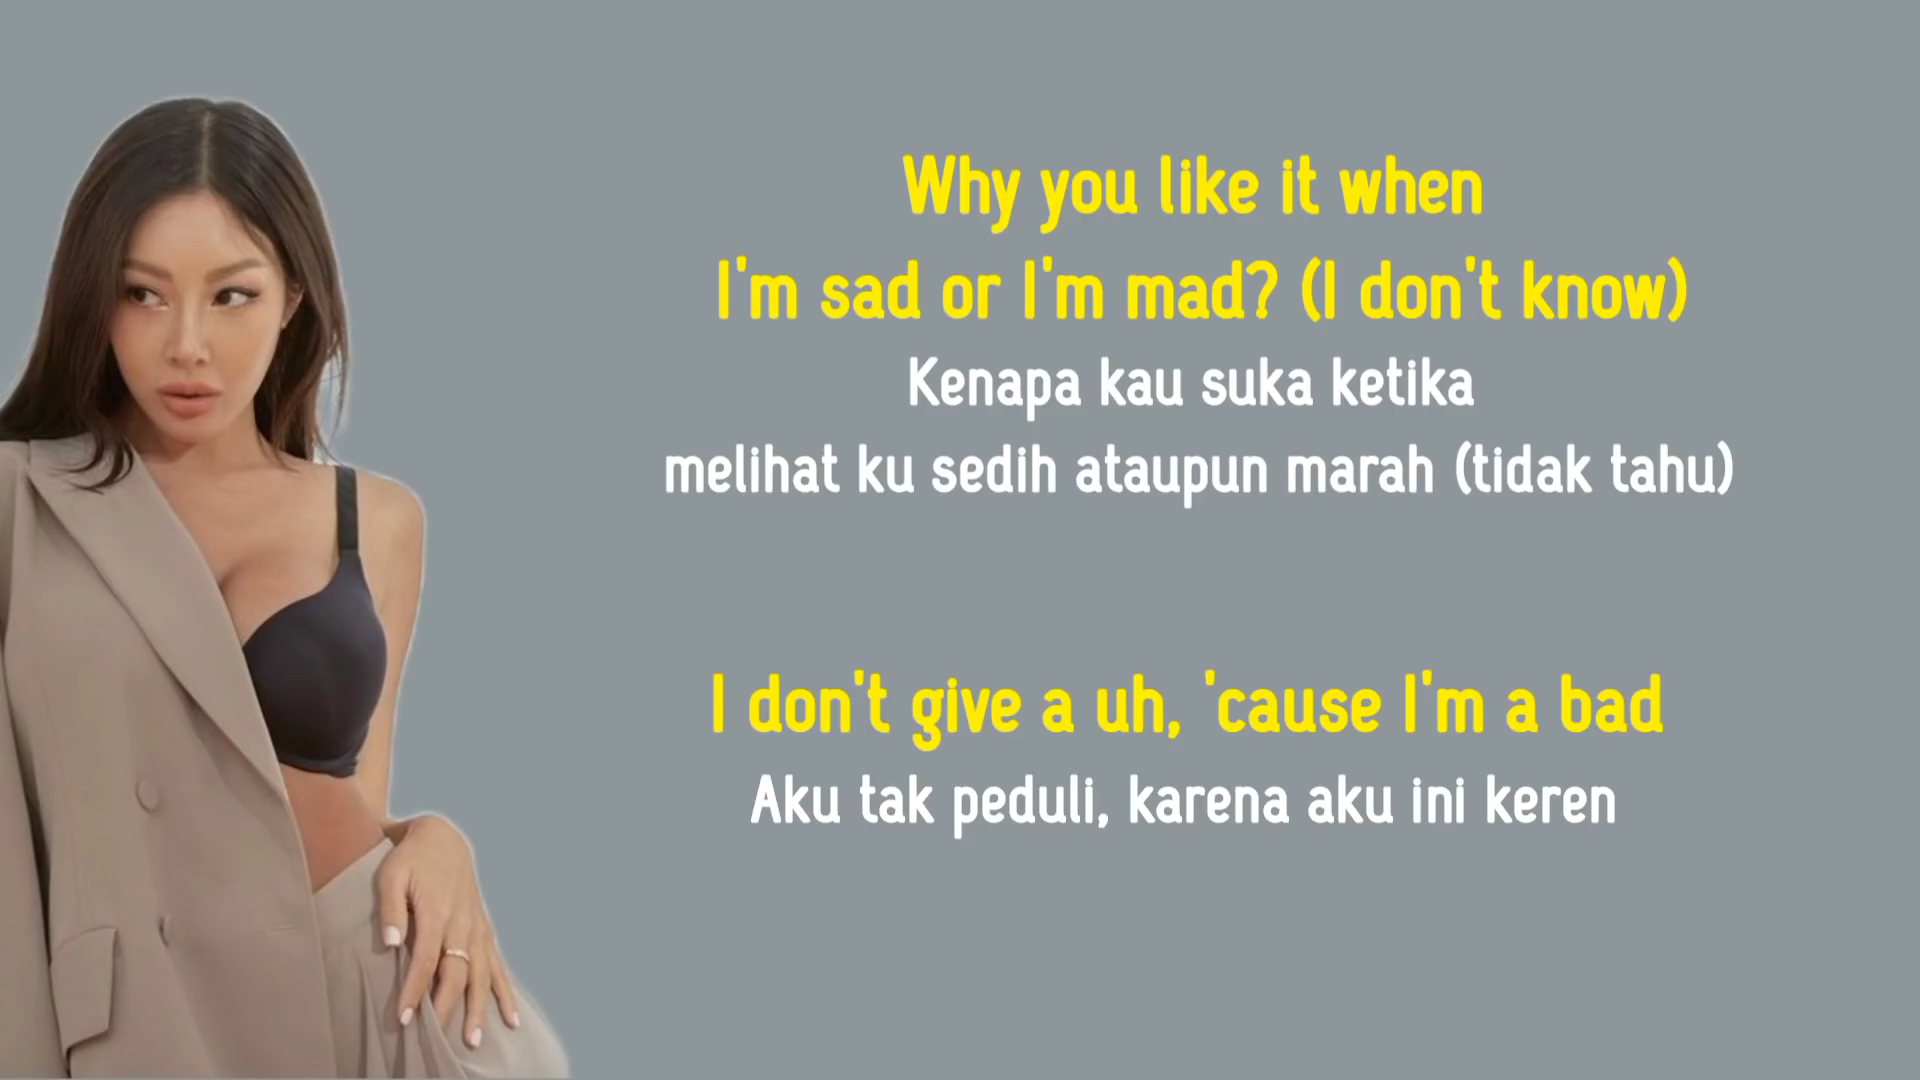 Why you like it when
I'm sad or I'm mad? (I don't know)
Kenapa kau suka ketika
melihat ku sedih ataupun marah (tidak tahu)
I don't give a uh, 'cause I'm a bad
Aku tak peduli, karena aku ini keren